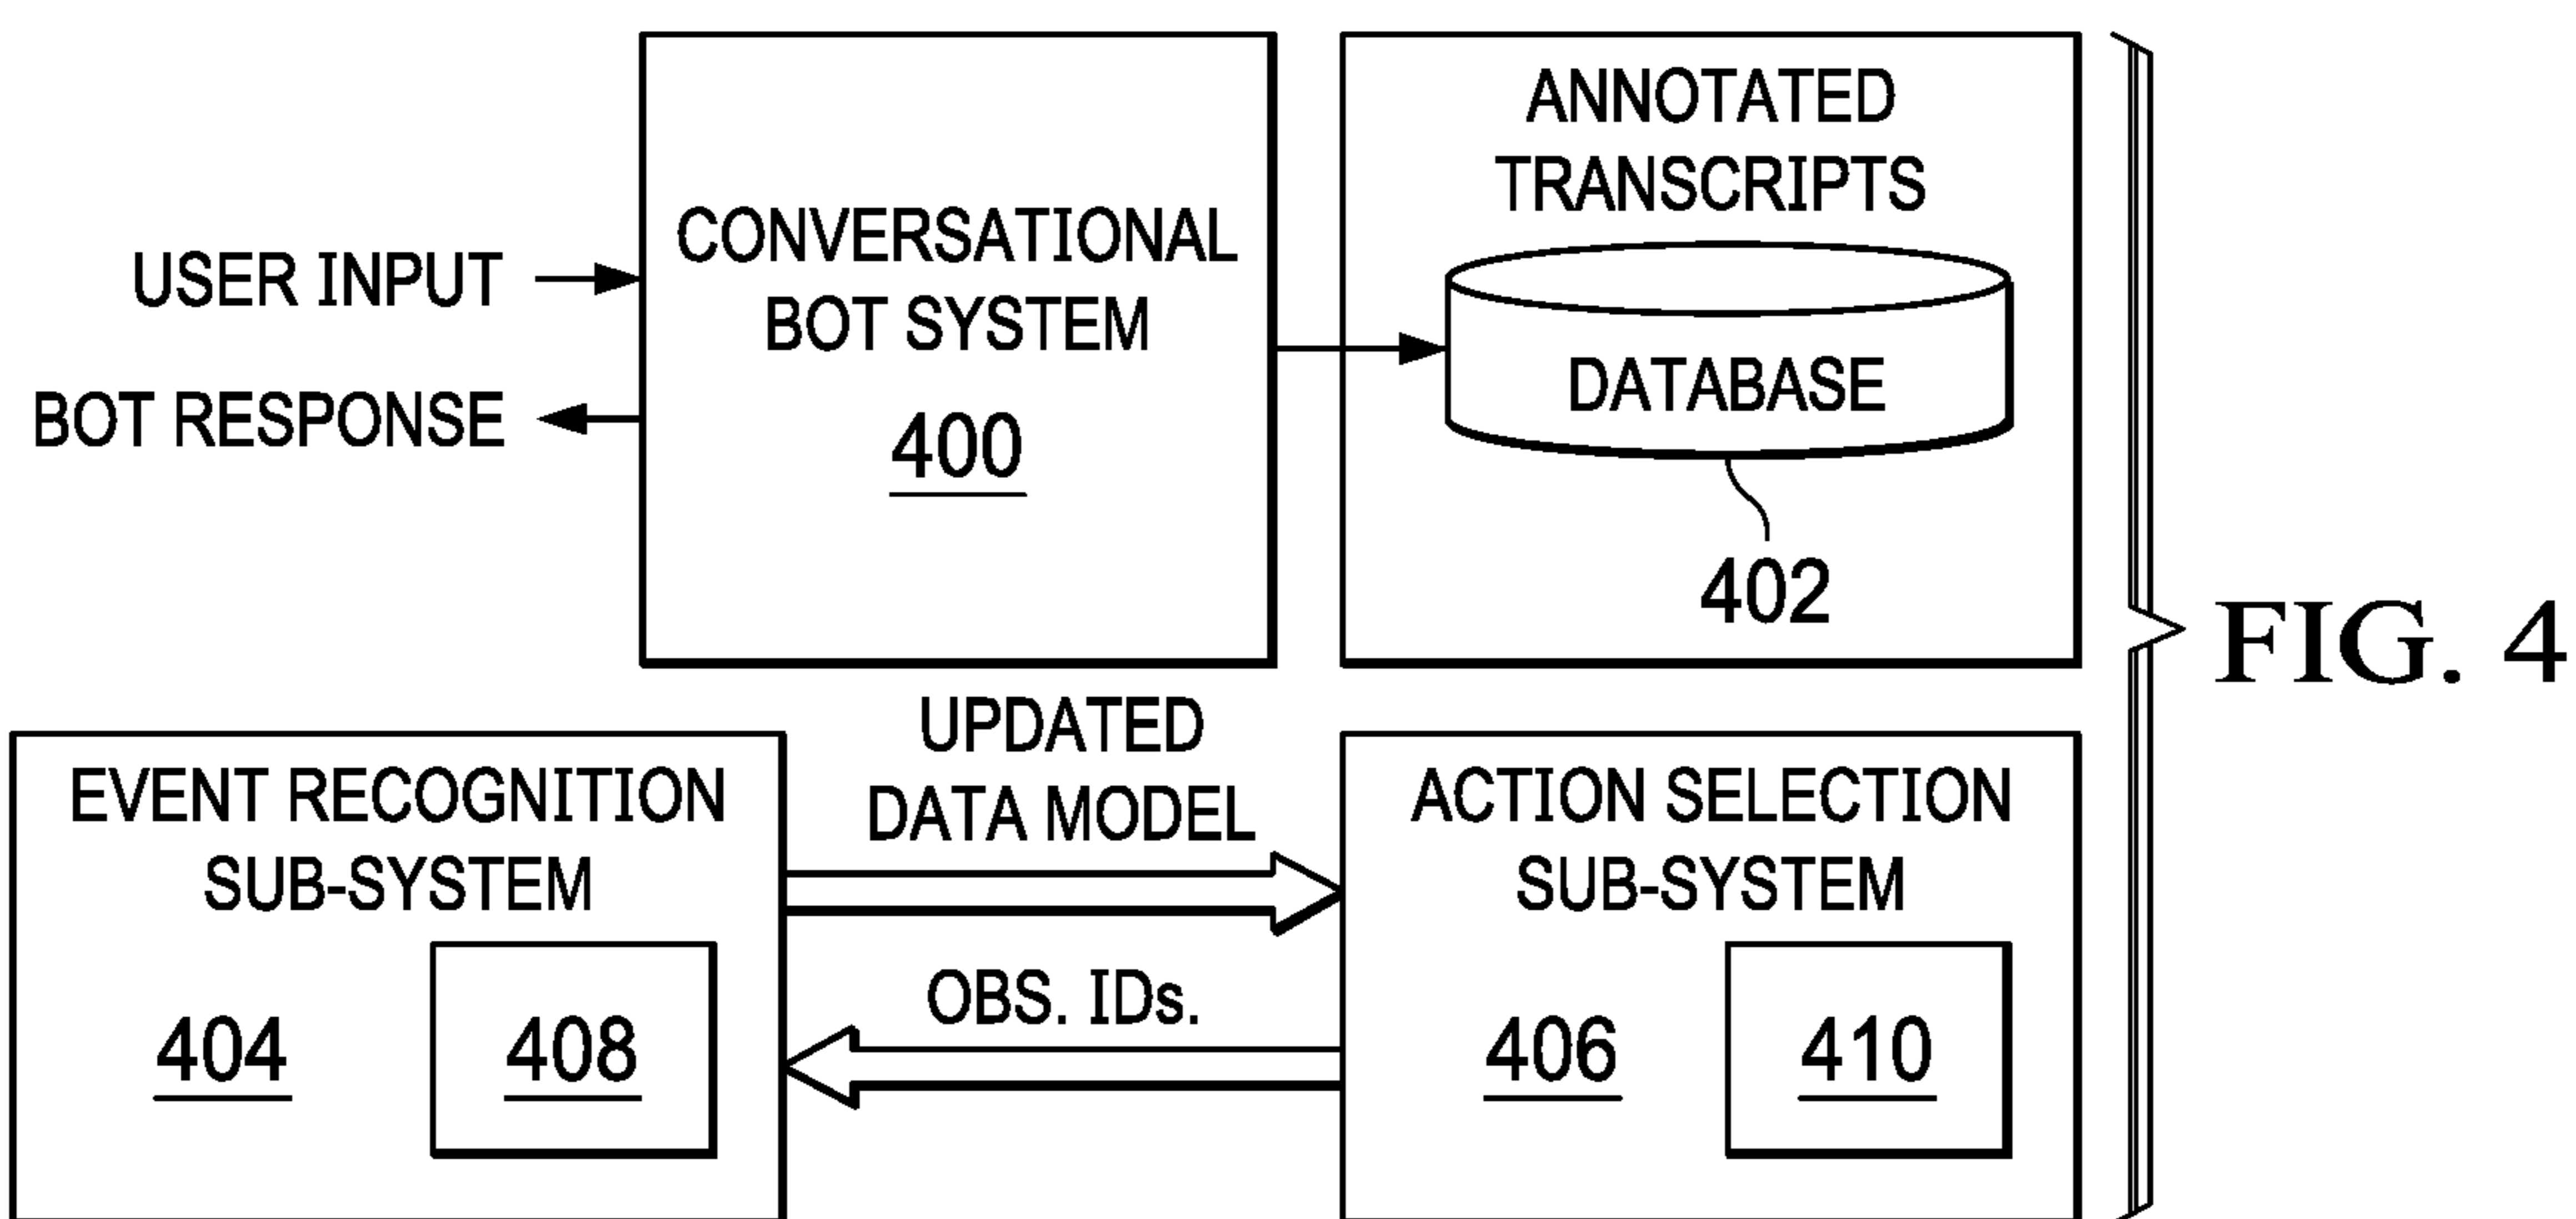 USER INPUT
BOT RESPONSE
CONVERSATIONAL
BOT SYSTEM
400
ANNOTATED
TRANSCRIPTS
DATABASE
402
FIG. 4
EVENT RECOGNITION
SUB-SYSTEM
404
408
UPDATED
DATA MODEL
OBS. IDs.
ACTION SELECTION
SUB-SYSTEM
406
410